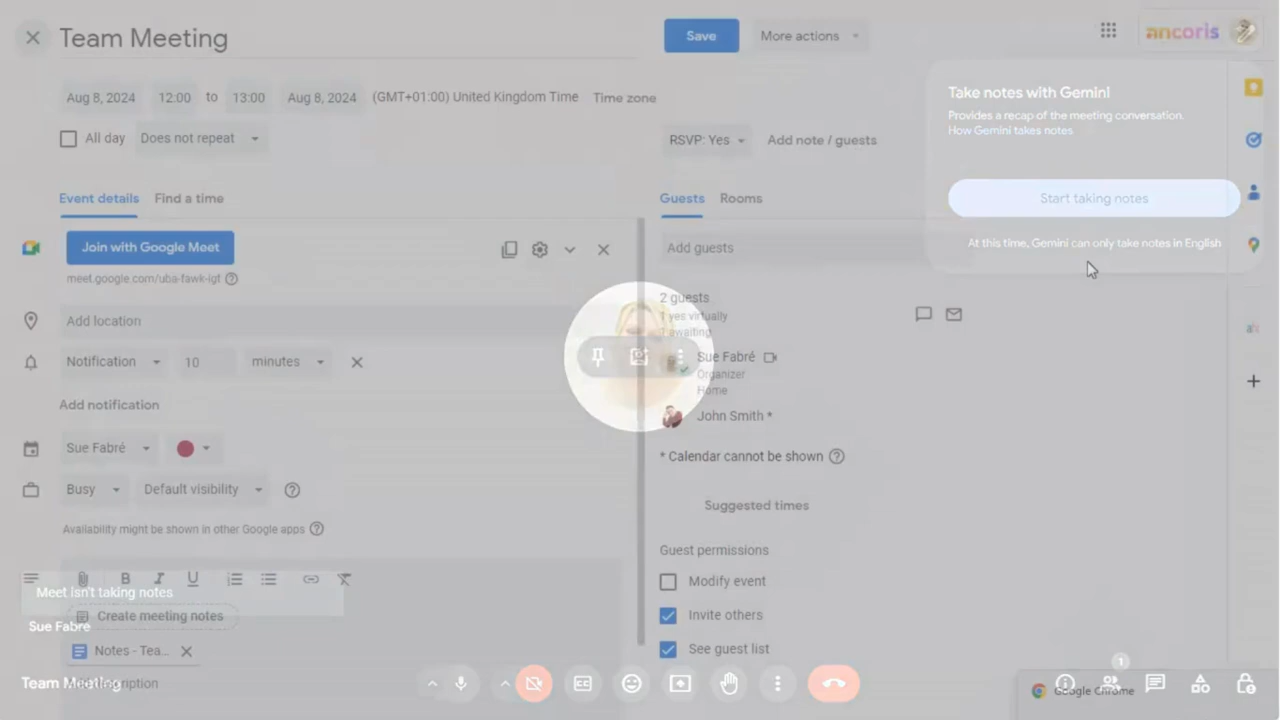 Team Meeting
Save
More actions
ancoris
Aug 8, 2024 12:00 to 13:00 Aug 8, 2024 (GMT+01:00) United Kingdom Time Time zone
Take notes with Gemini
Provides a recap of the meeting conversation.
How Gemini takes notes
All day Does not repeat
RSVP: Yes Add note / guests
Start taking notes
At this time, Gemini can only take notes in English
Event details Find a time
Guests Rooms
Join with Google Meet
meet.google.com/uba-fawk-igf
Add guests
2 guests
1 yes virtually
1 awaiting
Add location
Notification 10 minutes
Sue Fabré
Organizer
Home
Add notification
John Smith *
Sue Fabré
* Calendar cannot be shown
Busy Default visibility
Suggested times
Availability might be shown in other Google apps
Guest permissions
Modify event
B I U
Meet isn't taking notes
Create meeting notes
Invite others
Sue Fabré
Notes - Tea...
See guest list
Team Meeting
CC
1
Google Chrome